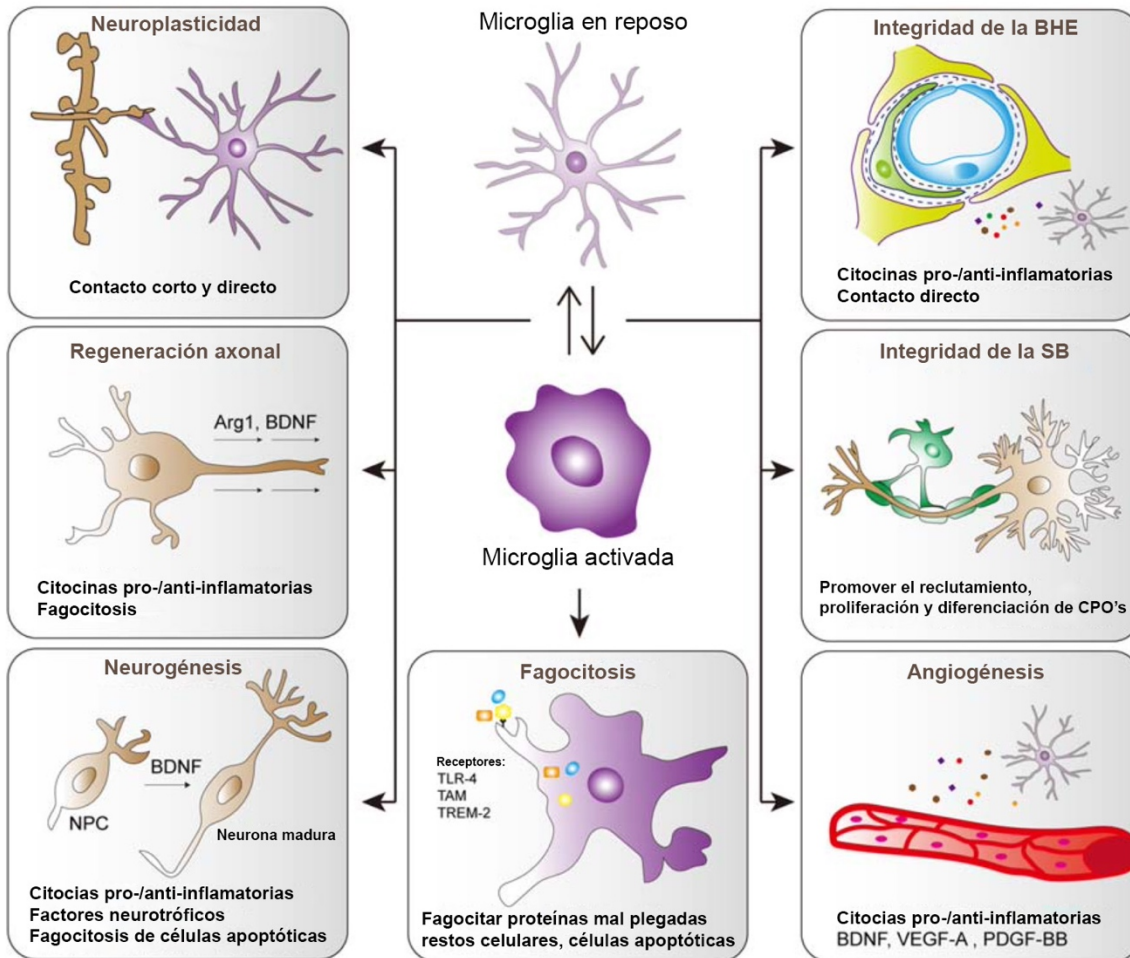 Neuroplasticidad
Contacto corto y directo
Microglia en reposo
Integridad de la BHE
Citocinas pro-/anti-inflamatorias
Contacto directo
Regeneración axonal
Arg1, BDNF
Citocinas pro-/anti-inflamatorias
Fagocitosis
Microglia activada
Integridad de la SB
Promover el reclutamiento,
proliferación y diferenciación de CPO's
Neurogénesis
BDNF
NPC
Neurona madura
Citocias pro-/anti-inflamatorias
Factores neurotróficos
Fagocitosis de células apoptóticas
Fagocitosis
Receptores:
TLR-4
TAM
TREM-2
Fagocitar proteínas mal plegadas
restos celulares, células apoptóticas
Angiogénesis
Citocias pro-/anti-inflamatorias
BDNF, VEGF-A , PDGF-BB